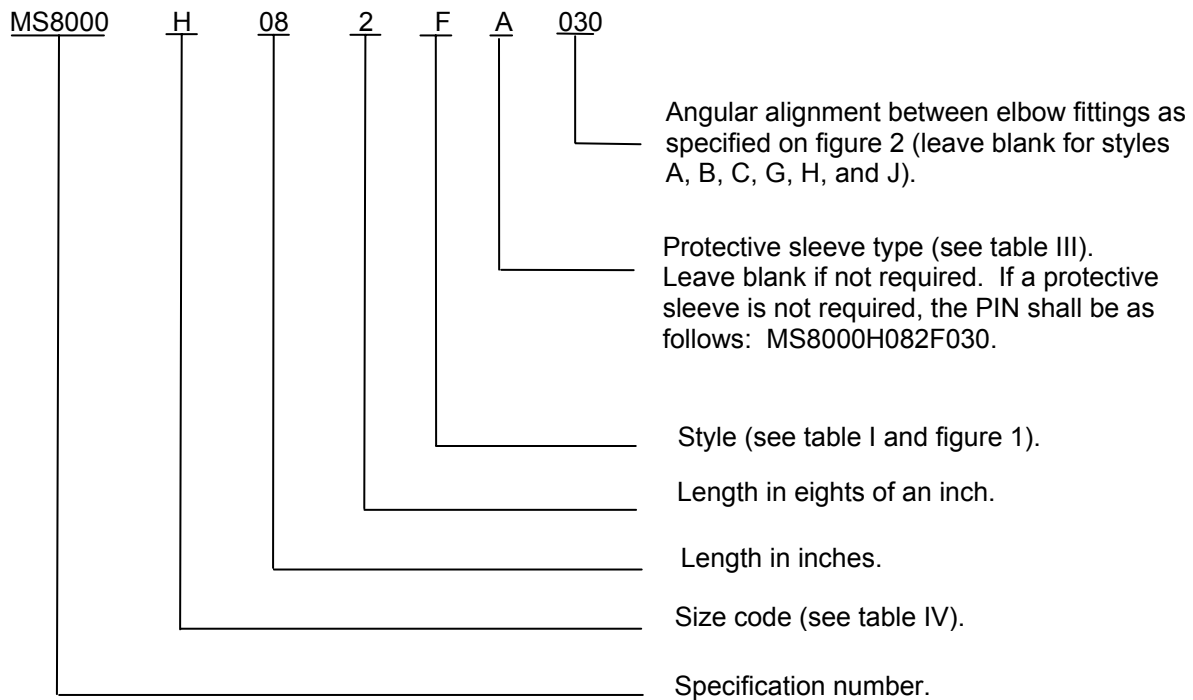 MS8000 H 08 2 F A 030
Angular alignment between elbow fittings as
specified on figure 2 (leave blank for styles
A, B, C, G, H, and J).
Protective sleeve type (see table III).
Leave blank if not required. If a protective
sleeve is not required, the PIN shall be as
follows: MS8000H082F030.
Style (see table I and figure 1).
Length in eights of an inch.
Length in inches.
Size code (see table IV).
Specification number.